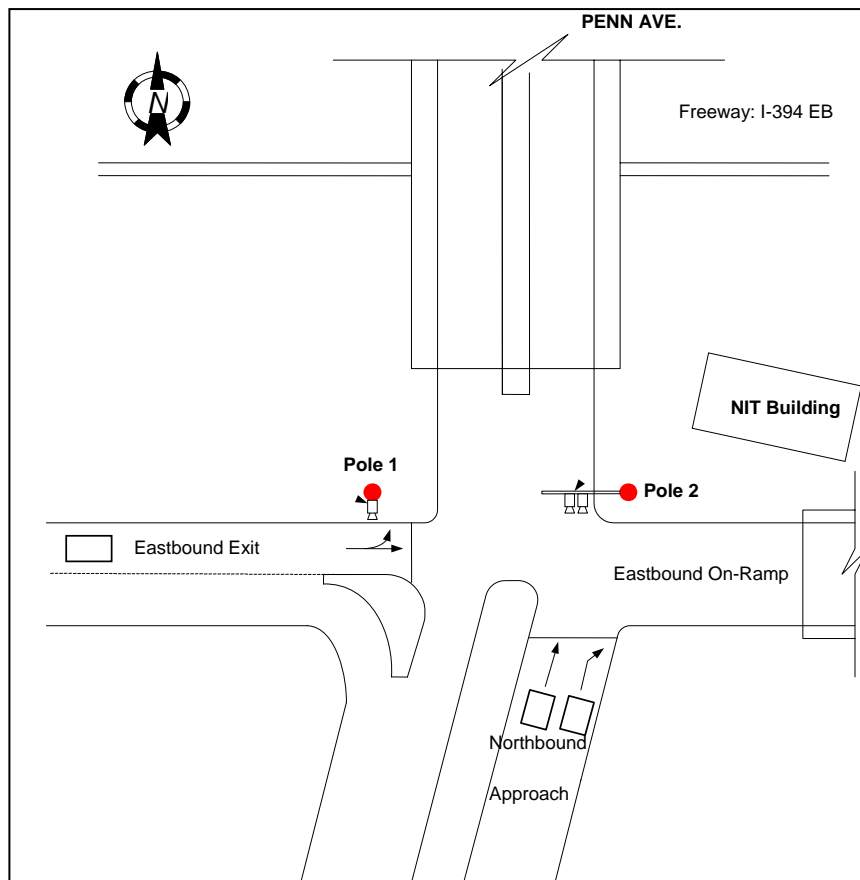 PENN AVE.
N
Freeway: I-394 EB
NIT Building
Pole 1
Pole 2
Eastbound Exit
Eastbound On-Ramp
Northbound
Approach